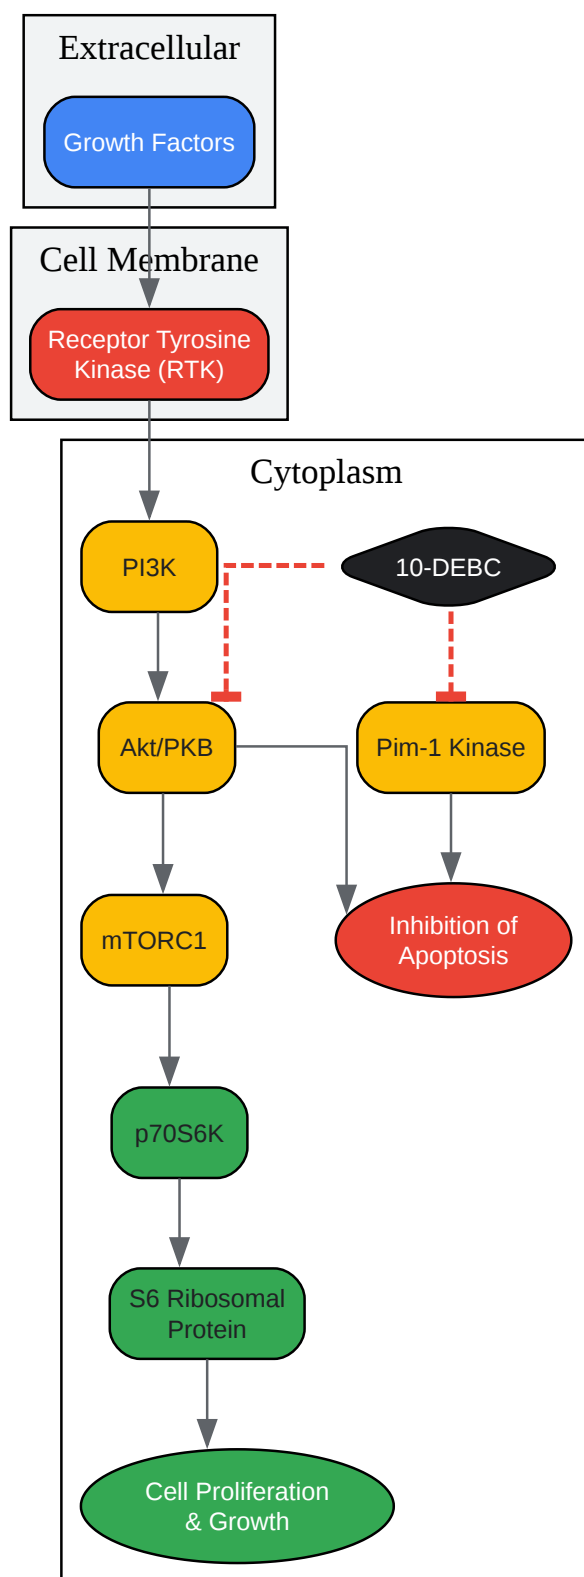 Extracellular
Growth Factors
Cell Membrane
Receptor Tyrosine
Kinase (RTK)
Cytoplasm
PI3K
10-DEBC
Akt/PKB
Pim-1 Kinase
mTORC1
Inhibition of
Apoptosis
p70S6K
S6 Ribosomal
Protein
Cell Proliferation
& Growth